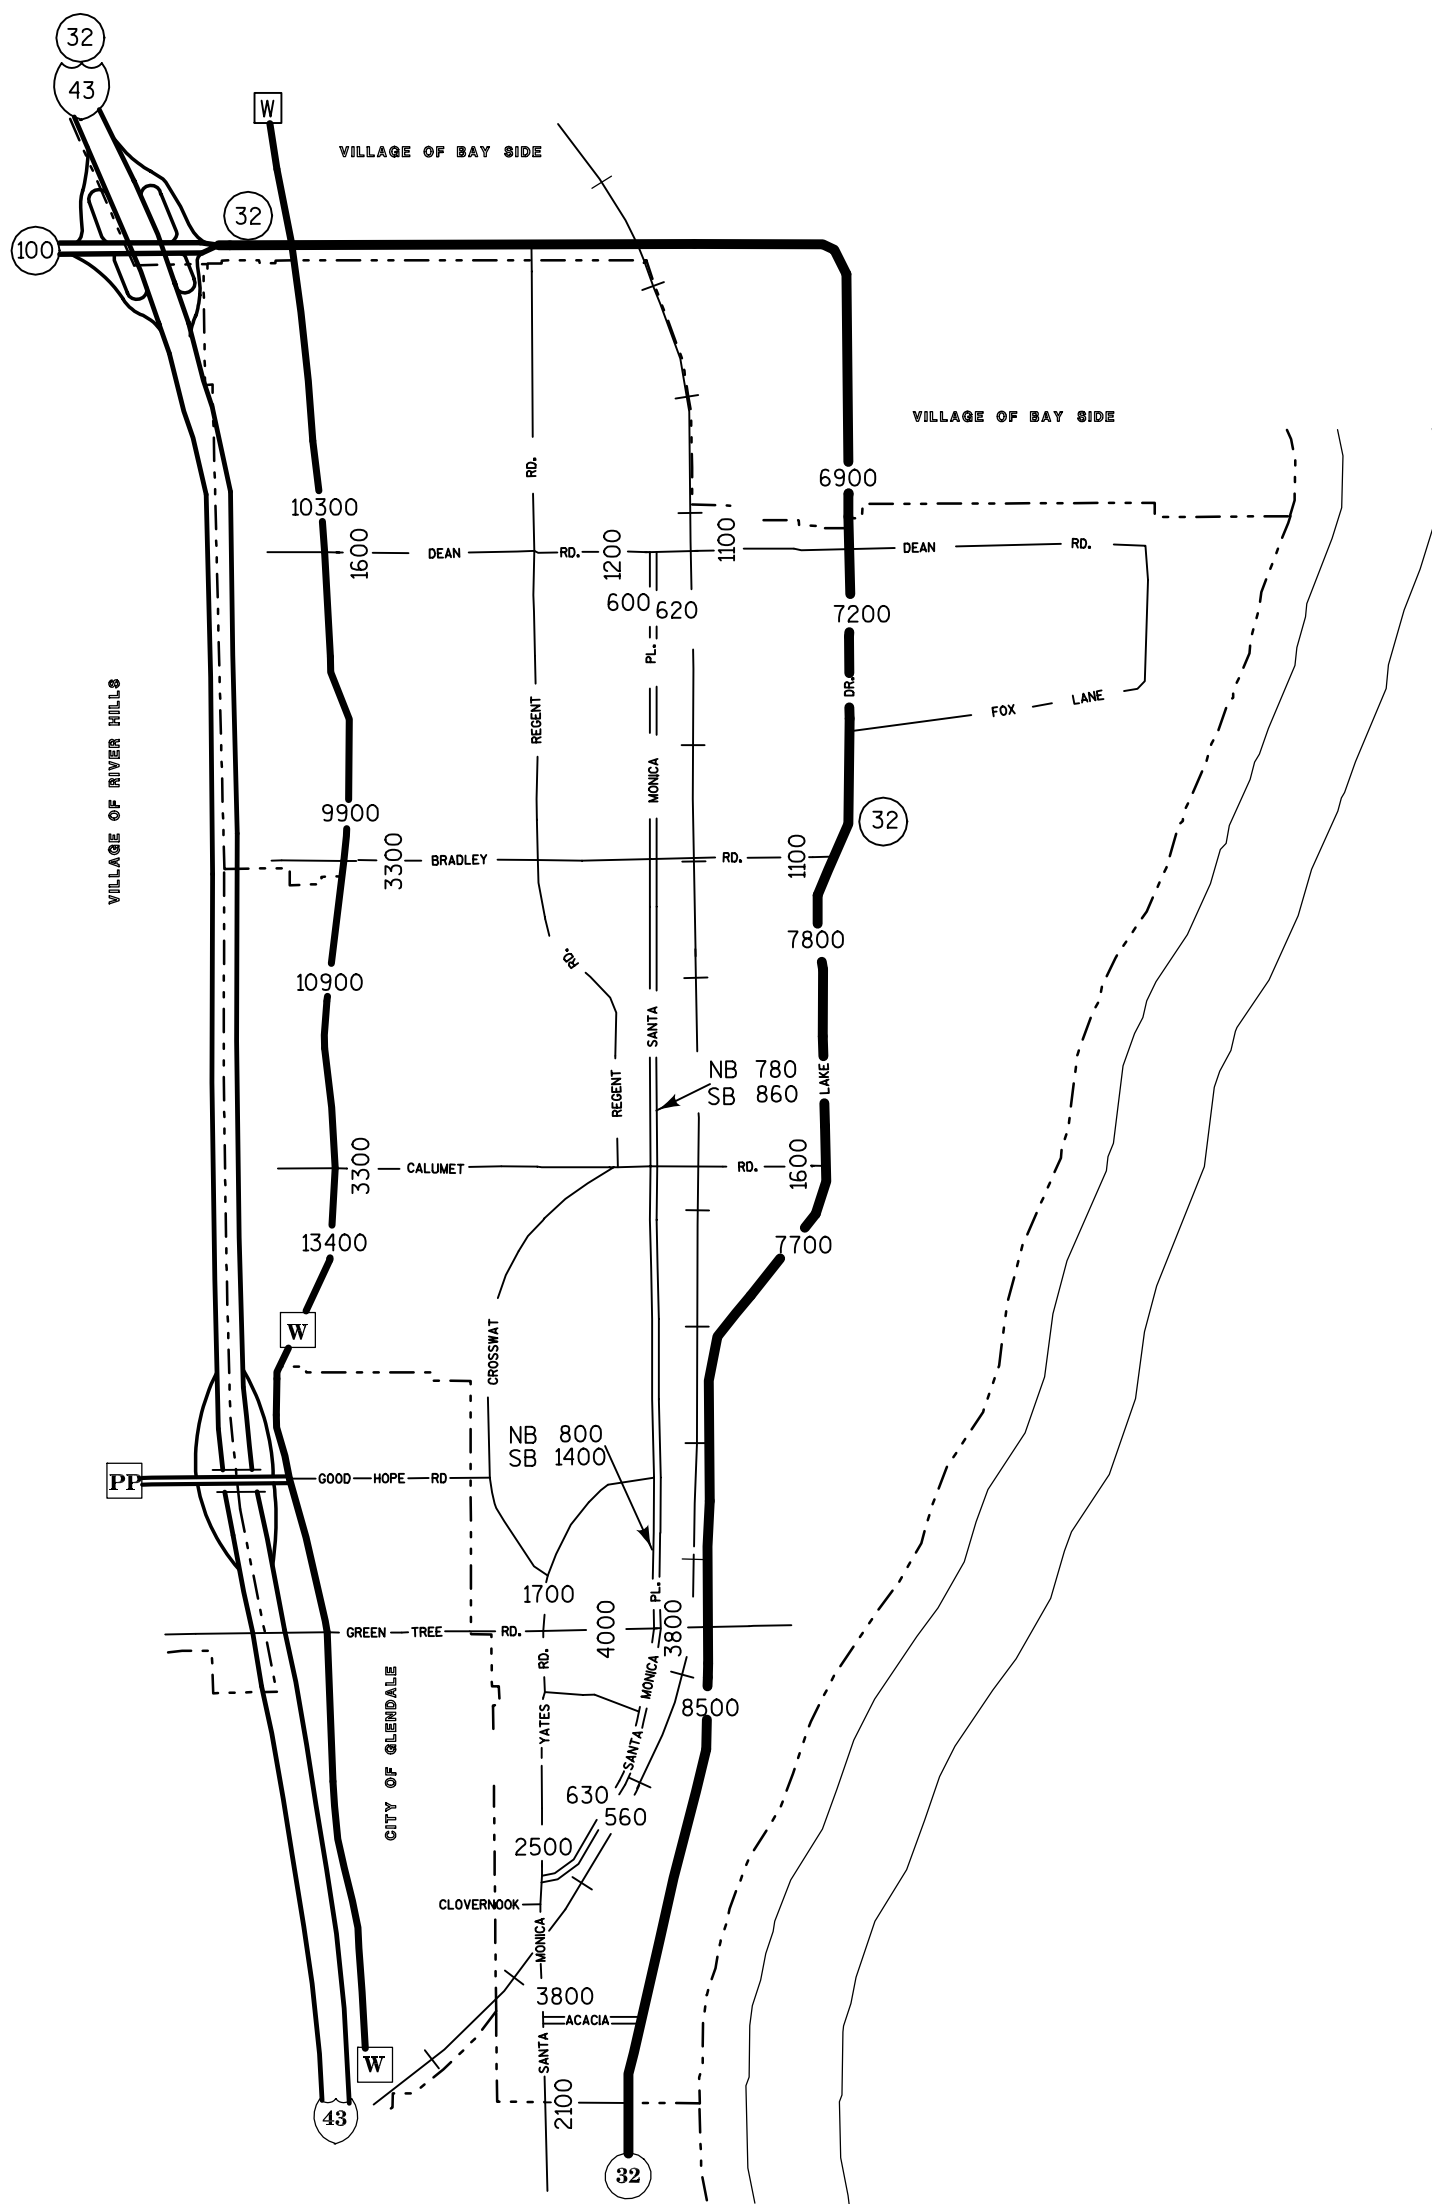 32
43
W
VILLAGE OF BAY SIDE
32
100
VILLAGE OF BAY SIDE
RD.
6900
10300
1600
DEAN
RD.
1200
1100
DEAN
RD.
600
620
7200
PL.
DR.
FOX LANE
VILLAGE OF RIVER HILLS
REGENT
MONICA
9900
32
3300
BRADLEY
RD.
1100
7800
RD.
10900
SANTA
NB 780
SB 860
LAKE
REGENT
3300
CALUMET
RD.
1600
13400
7700
W
CROSSWAT
NB 800
SB 1400
PP
GOOD HOPE RD
1700
PL.
GREEN TREE RD.
4000
3800
RD.
MONICA
CITY OF GLENDALE
YATES
8500
SANTA
630
560
2500
CLOVERNOOK
MONICA
3800
ACACIA
SANTA
W
2100
43
32